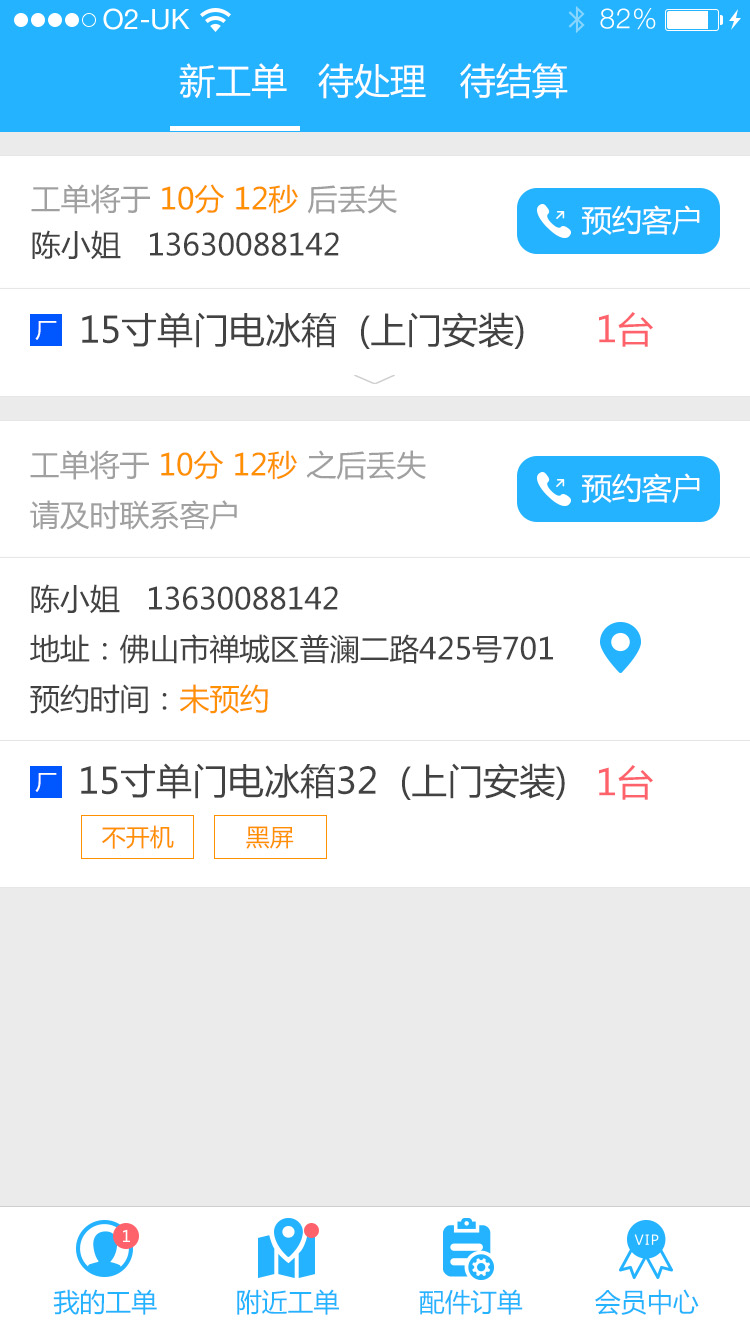 O2-UK 82%
新工单 待处理 待结算
工单将于 10分 12秒 后丢失
陈小姐 13630088142
预约客户
厂 15寸单门电冰箱 (上门安装) 1台
工单将于 10分 12秒 之后丢失
请及时联系客户
预约客户
陈小姐 13630088142
地址：佛山市禅城区普澜二路425号701
预约时间：未预约
厂 15寸单门电冰箱32 (上门安装) 1台
不开机 黑屏
1 VIP
我的工单 附近工单 配件订单 会员中心